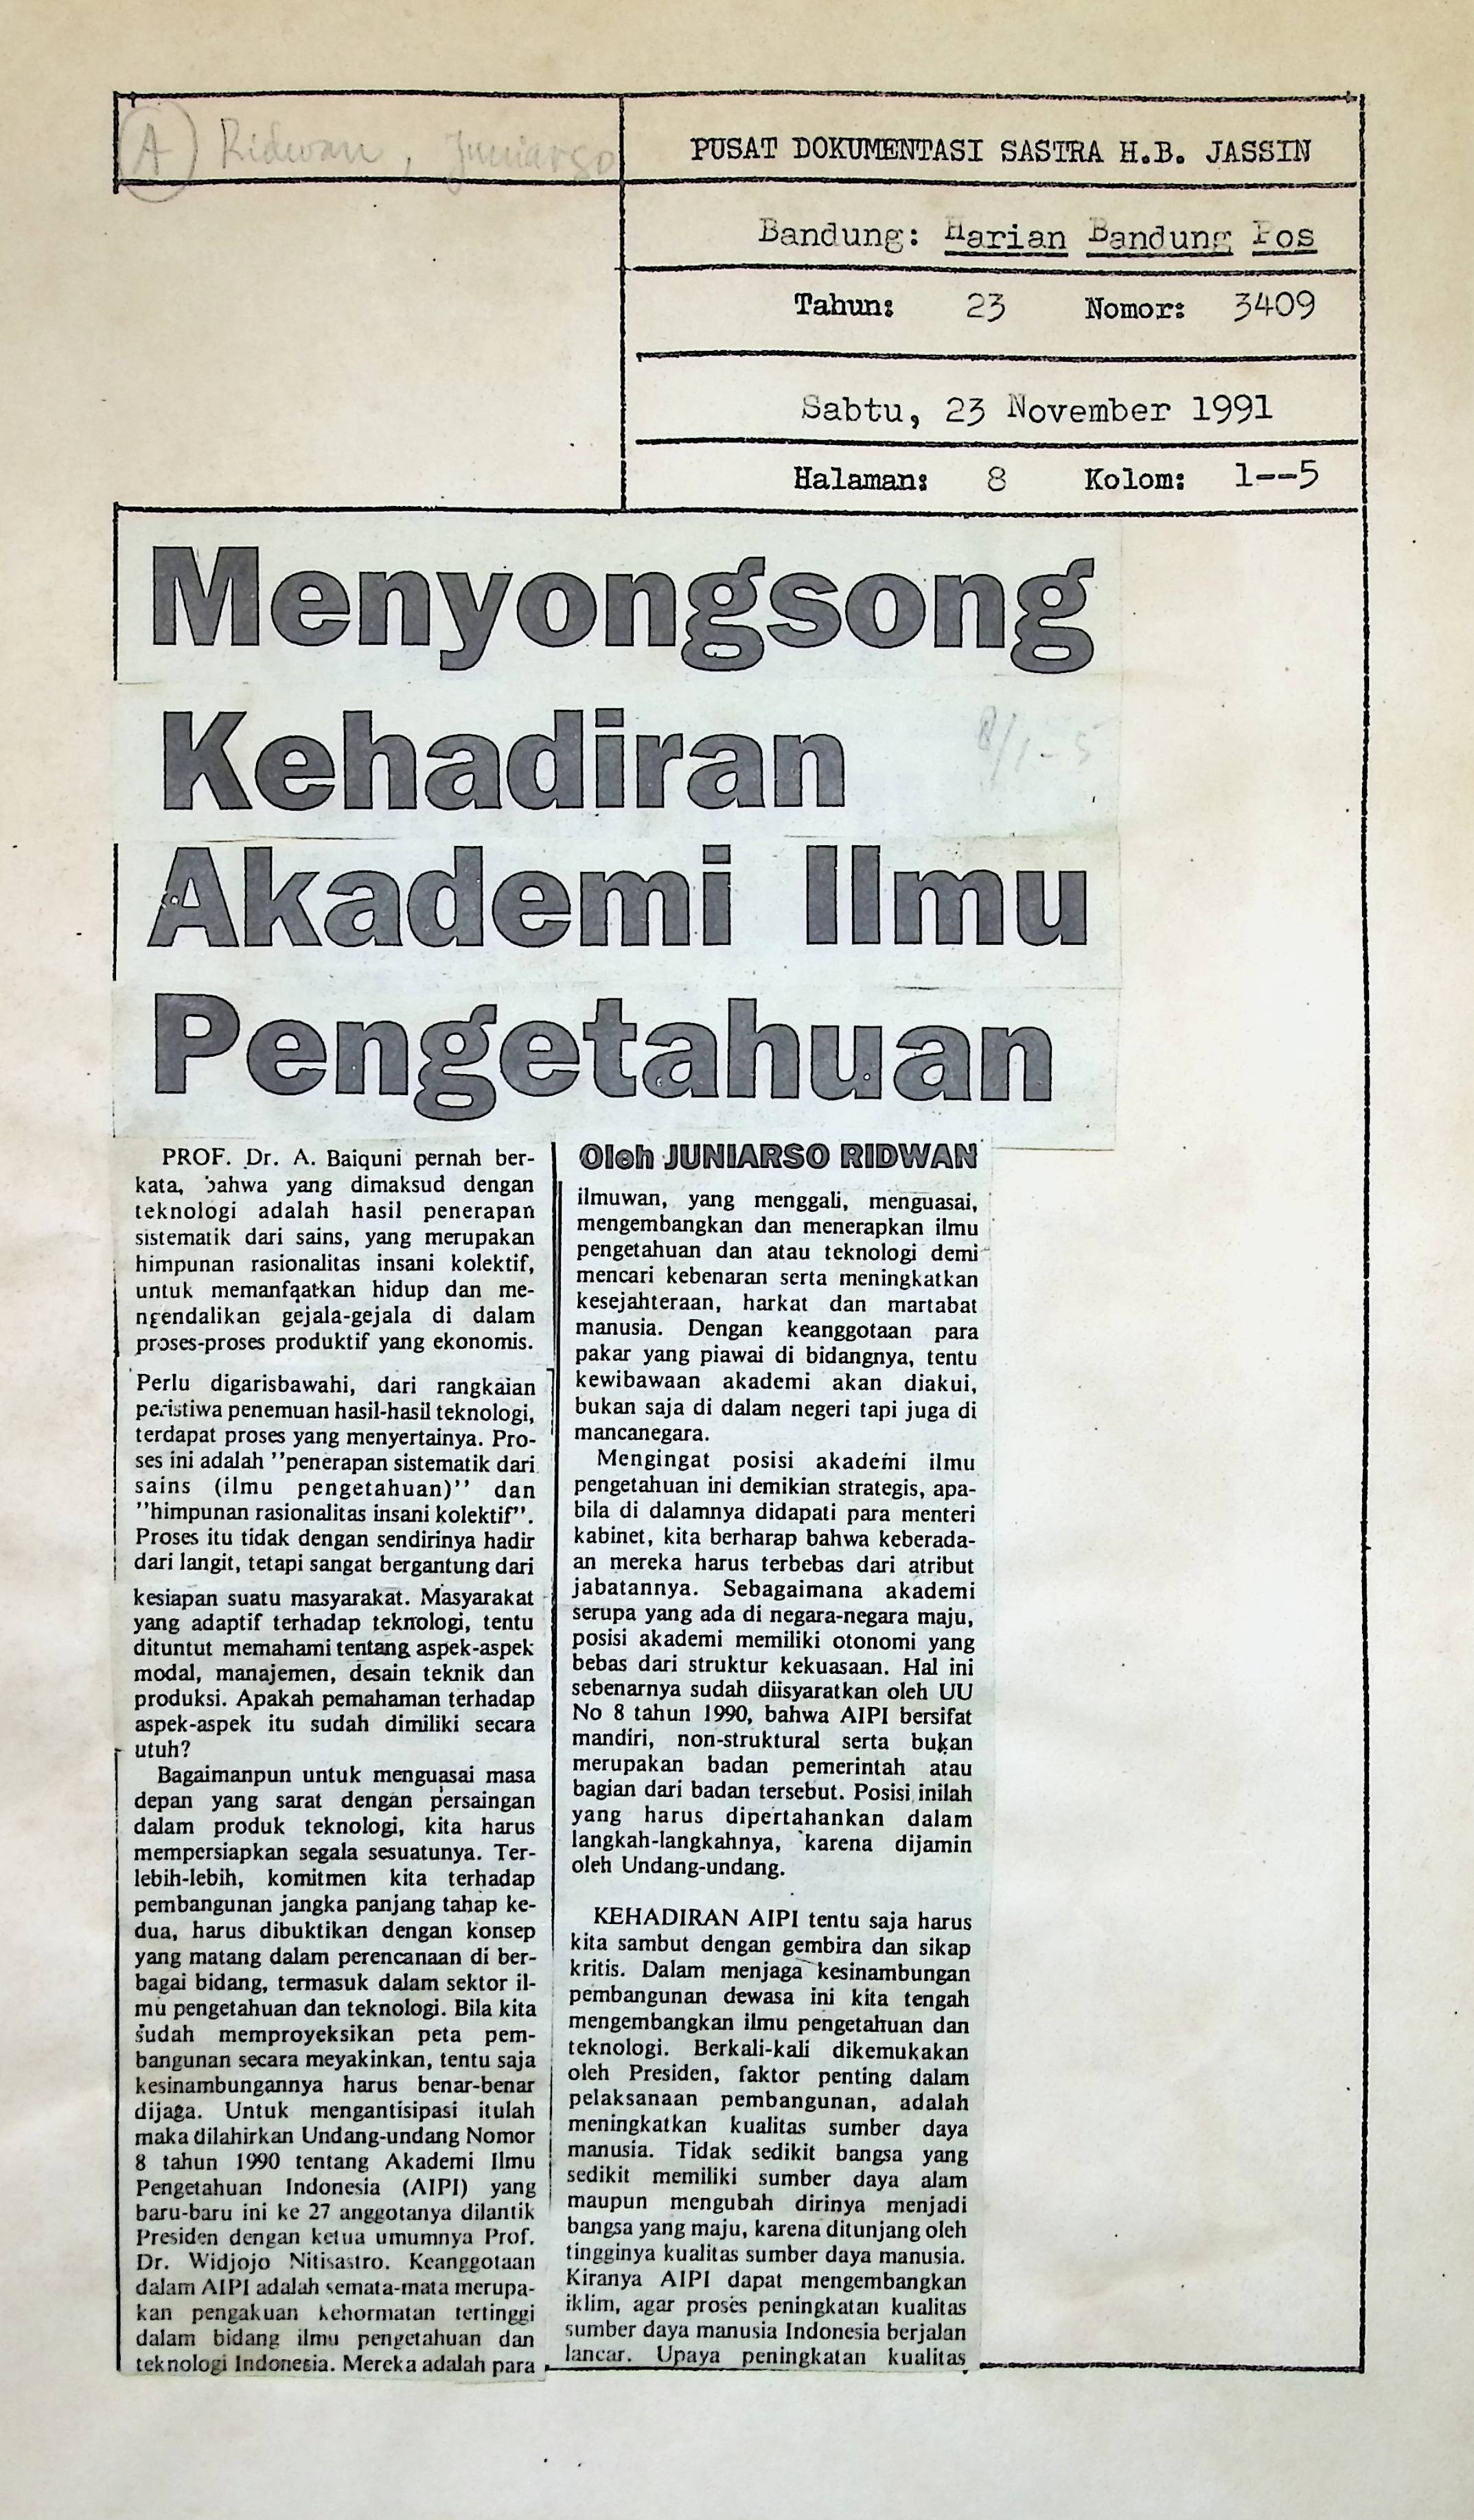 A Ridwan, Juniarso
PUSAT DOKUMENTASI SASTRA H.B. JASSIN
Bandung: Harian Bandung Pos
Tahun: 23 Nomor: 3409
Sabtu, 23 November 1991
Halaman: 8 Kolom: 1--5
Menyongsong
Kehadiran
8/1-5
Akademi Ilmu
Pengetahuan
PROF. Dr. A. Baiquni pernah ber-
kata, bahwa yang dimaksud dengan
teknologi adalah hasil penerapan
sistematik dari sains, yang merupakan
himpunan rasionalitas insani kolektif,
untuk memanfaatkan hidup dan me-
ngendalikan gejala-gejala di dalam
proses-proses produktif yang ekonomis.
Perlu digarisbawahi, dari rangkaian
peristiwa penemuan hasil-hasil teknologi,
terdapat proses yang menyertainya. Pro-
ses ini adalah "penerapan sistematik dari
sains (ilmu pengetahuan)" dan
"himpunan rasionalitas insani kolektif".
Proses itu tidak dengan sendirinya hadir
dari langit, tetapi sangat bergantung dari
kesiapan suatu masyarakat. Masyarakat
yang adaptif terhadap teknologi, tentu
dituntut memahami tentang aspek-aspek
modal, manajemen, desain teknik dan
produksi. Apakah pemahaman terhadap
aspek-aspek itu sudah dimiliki secara
utuh?
Bagaimanpun untuk menguasai masa
depan yang sarat dengan persaingan
dalam produk teknologi, kita harus
mempersiapkan segala sesuatunya. Ter-
lebih-lebih, komitmen kita terhadap
pembangunan jangka panjang tahap ke-
dua, harus dibuktikan dengan konsep
yang matang dalam perencanaan di ber-
bagai bidang, termasuk dalam sektor il-
mu pengetahuan dan teknologi. Bila kita
sudah memproyeksikan peta pem-
bangunan secara meyakinkan, tentu saja
kesinambungannya harus benar-benar
dijaga. Untuk mengantisipasi itulah
maka dilahirkan Undang-undang Nomor
8 tahun 1990 tentang Akademi Ilmu
Pengetahuan Indonesia (AIPI) yang
baru-baru ini ke 27 anggotanya dilantik
Presiden dengan ketua umumnya Prof.
Dr. Widjojo Nitisastro. Keanggotaan
dalam AIPI adalah semata-mata merupa-
kan pengakuan kehormatan tertinggi
dalam bidang ilmu pengetahuan dan
teknologi Indonesia. Mereka adalah para
Oleh JUNIARSO RIDWAN
ilmuwan, yang menggali, menguasai,
mengembangkan dan menerapkan ilmu
pengetahuan dan atau teknologi demi
mencari kebenaran serta meningkatkan
kesejahteraan, harkat dan martabat
manusia. Dengan keanggotaan para
pakar yang piawai di bidangnya, tentu
kewibawaan akademi akan diakui,
bukan saja di dalam negeri tapi juga di
mancanegara.
Mengingat posisi akademi ilmu
pengetahuan ini demikian strategis, apa-
bila di dalamnya didapati para menteri
kabinet, kita berharap bahwa keberada-
an mereka harus terbebas dari atribut
jabatannya. Sebagaimana akademi
serupa yang ada di negara-negara maju,
posisi akademi memiliki otonomi yang
bebas dari struktur kekuasaan. Hal ini
sebenarnya sudah diisyaratkan oleh UU
No 8 tahun 1990, bahwa AIPI bersifat
mandiri, non-struktural serta bukan
merupakan badan pemerintah atau
bagian dari badan tersebut. Posisi inilah
yang harus dipertahankan dalam
langkah-langkahnya, karena dijamin
oleh Undang-undang.
KEHADIRAN AIPI tentu saja harus
kita sambut dengan gembira dan sikap
kritis. Dalam menjaga kesinambungan
pembangunan dewasa ini kita tengah
mengembangkan ilmu pengetahuan dan
teknologi. Berkali-kali dikemukakan
oleh Presiden, faktor penting dalam
pelaksanaan pembangunan, adalah
meningkatkan kualitas sumber daya
manusia. Tidak sedikit bangsa yang
sedikit memiliki sumber daya alam
maupun mengubah dirinya menjadi
bangsa yang maju, karena ditunjang oleh
tingginya kualitas sumber daya manusia.
Kiranya AIPI dapat mengembangkan
iklim, agar proses peningkatan kualitas
sumber daya manusia Indonesia berjalan
lancar. Upaya peningkatan kualitas